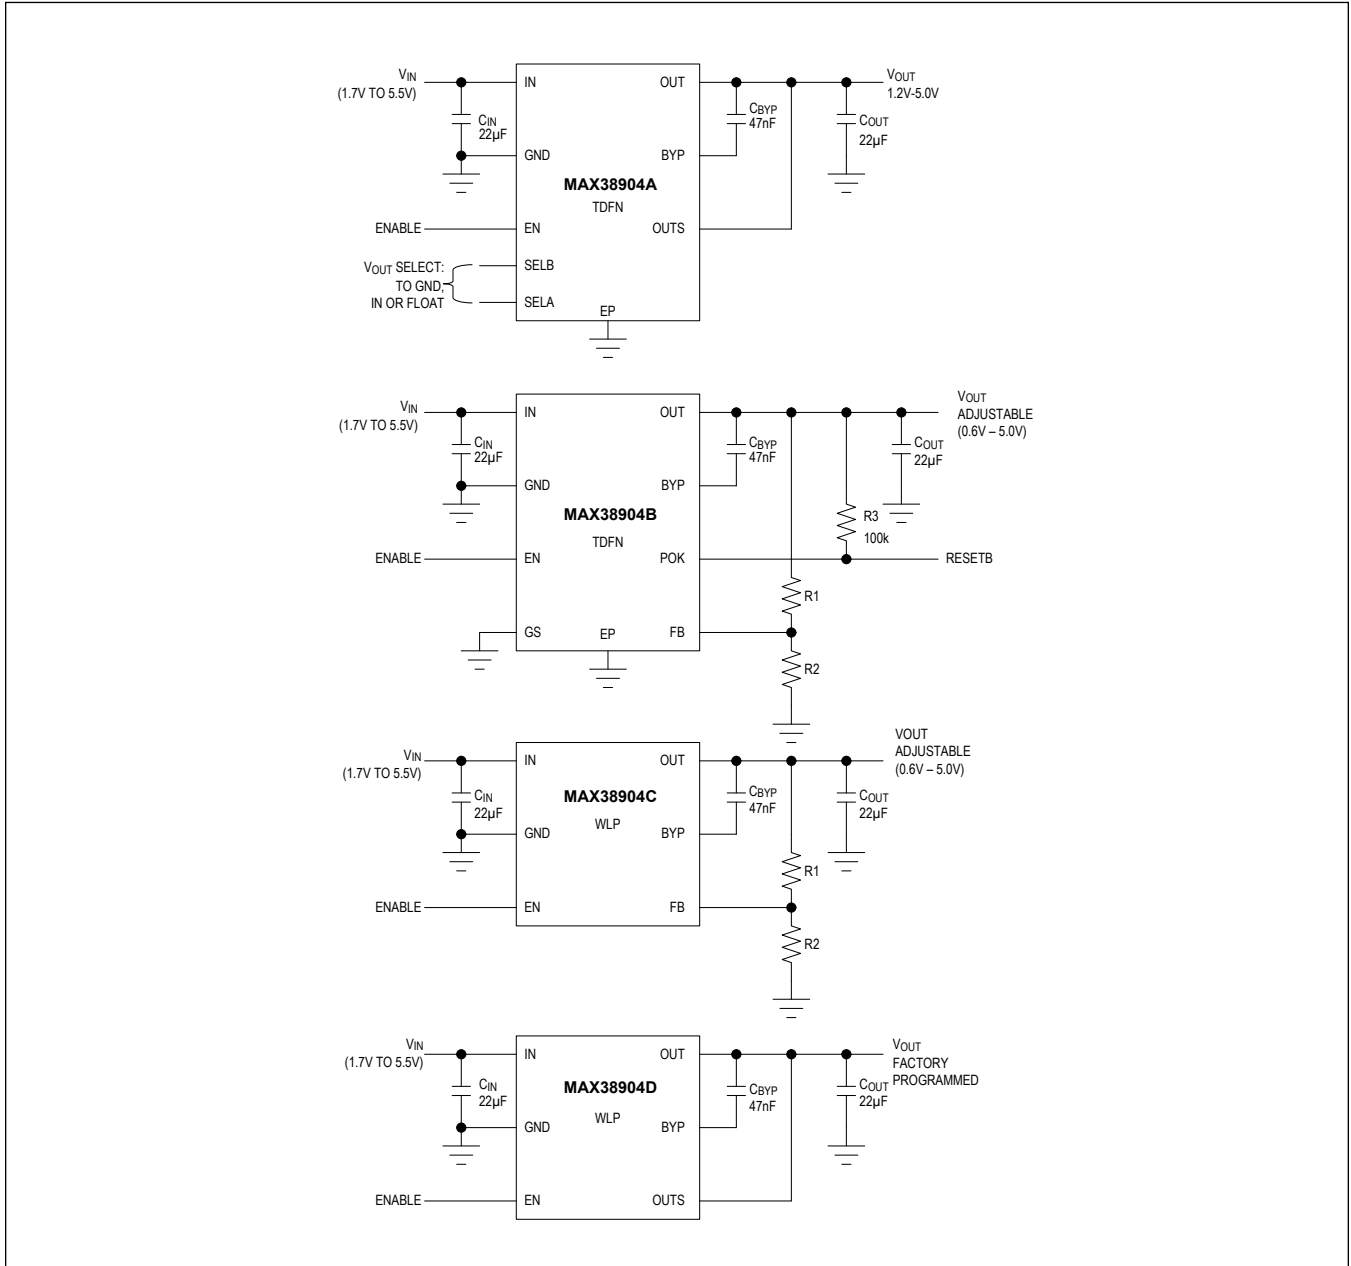 VIN
(1.7V TO 5.5V)
CIN
22µF
IN
GND
EN
SELB
SELA
EP
MAX38904A
TDFN
OUT
BYP
OUTS
CBYP
47nF
COUT
22µF
VOUT
1.2V-5.0V
ENABLE
VOUT SELECT:
TO GND,
IN OR FLOAT
VIN
(1.7V TO 5.5V)
CIN
22µF
IN
GND
EN
GS
EP
MAX38904B
TDFN
OUT
BYP
POK
FB
CBYP
47nF
R1
R2
R3
100k
COUT
22µF
VOUT
ADJUSTABLE
(0.6V – 5.0V)
RESETB
ENABLE
VIN
(1.7V TO 5.5V)
CIN
22µF
IN
GND
EN
MAX38904C
WLP
OUT
BYP
FB
CBYP
47nF
R1
R2
COUT
22µF
VOUT
ADJUSTABLE
(0.6V – 5.0V)
ENABLE
VIN
(1.7V TO 5.5V)
CIN
22µF
IN
GND
EN
MAX38904D
WLP
OUT
BYP
OUTS
CBYP
47nF
COUT
22µF
VOUT
FACTORY
PROGRAMMED
ENABLE